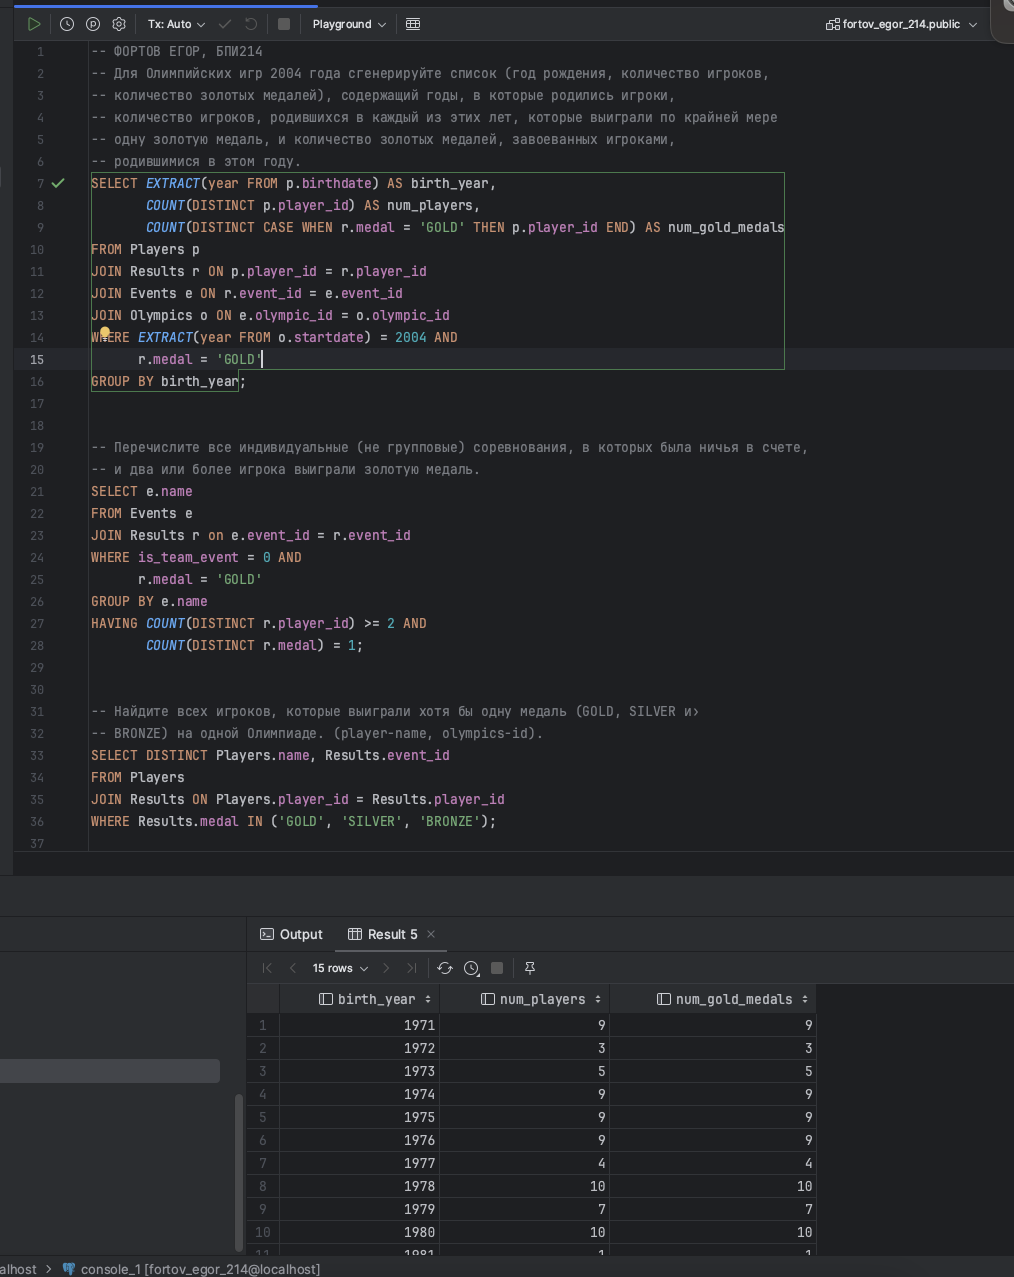 Tx: Auto
Playground
fortov_egor_214.public
1 -- ФОРТОВ ЕГОР, БПИ214
2 -- Для Олимпийских игр 2004 года сгенерируйте список (год рождения, количество игроков,
3 -- количество золотых медалей), содержащий годы, в которые родились игроки,
4 -- количество игроков, родившихся в каждый из этих лет, которые выиграли по крайней мере
5 -- одну золотую медаль, и количество золотых медалей, завоеванных игроками,
6 -- родившимися в этом году.
7 SELECT EXTRACT(year FROM p.birthdate) AS birth_year,
8 COUNT(DISTINCT p.player_id) AS num_players,
9 COUNT(DISTINCT CASE WHEN r.medal = 'GOLD' THEN p.player_id END) AS num_gold_medals
10 FROM Players p
11 JOIN Results r ON p.player_id = r.player_id
12 JOIN Events e ON r.event_id = e.event_id
13 JOIN Olympics o ON e.olympic_id = o.olympic_id
14 WHERE EXTRACT(year FROM o.startdate) = 2004 AND
15 r.medal = 'GOLD'
16 GROUP BY birth_year;
17
18
19 -- Перечислите все индивидуальные (не групповые) соревнования, в которых была ничья в счете,
20 -- и два или более игрока выиграли золотую медаль.
21 SELECT e.name
22 FROM Events e
23 JOIN Results r on e.event_id = r.event_id
24 WHERE is_team_event = 0 AND
25 r.medal = 'GOLD'
26 GROUP BY e.name
27 HAVING COUNT(DISTINCT r.player_id) >= 2 AND
28 COUNT(DISTINCT r.medal) = 1;
29
30
31 -- Найдите всех игроков, которые выиграли хотя бы одну медаль (GOLD, SILVER и›
32 -- BRONZE) на одной Олимпиаде. (player-name, olympics-id).
33 SELECT DISTINCT Players.name, Results.event_id
34 FROM Players
35 JOIN Results ON Players.player_id = Results.player_id
36 WHERE Results.medal IN ('GOLD', 'SILVER', 'BRONZE');
37
Output
Result 5
15 rows
birth_year num_players num_gold_medals
1 1971 9 9
2 1972 3 3
3 1973 5 5
4 1974 9 9
5 1975 9 9
6 1976 9 9
7 1977 4 4
8 1978 10 10
9 1979 7 7
10 1980 10 10
11 1981 1 1
alhost
console_1 [fortov_egor_214@localhost]